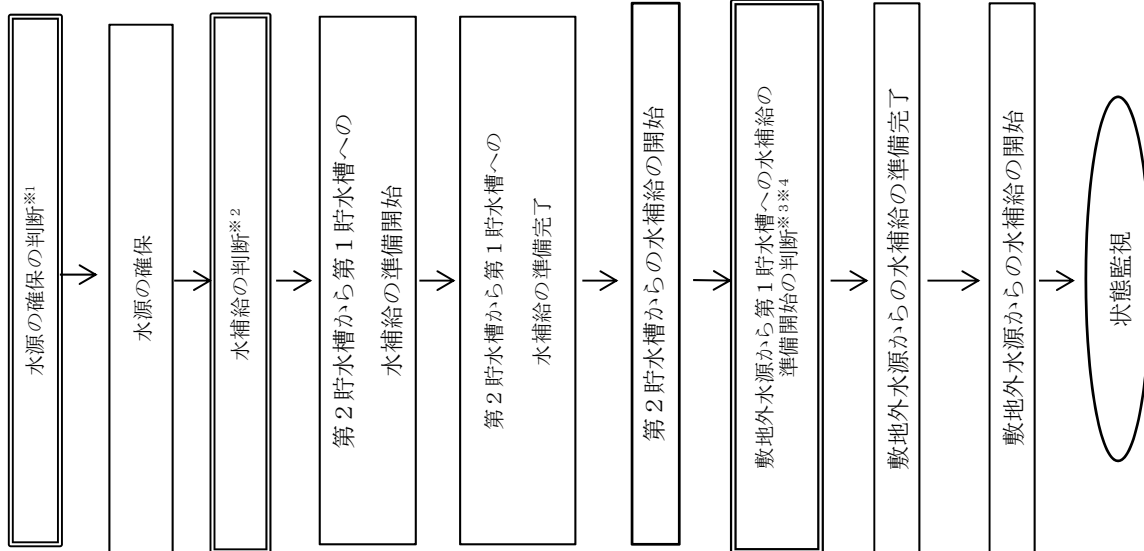 水源の確保の判断※1
水源の確保
水補給の判断※2
第2貯水槽から第1貯水槽への
水補給の準備開始
第2貯水槽から第1貯水槽への
水補給の準備完了
第2貯水槽からの水補給の開始
敷地外水源から第1貯水槽への水補給の
準備開始の判断※3※4
敷地外水源からの水補給の準備完了
敷地外水源からの水補給の開始
状態監視